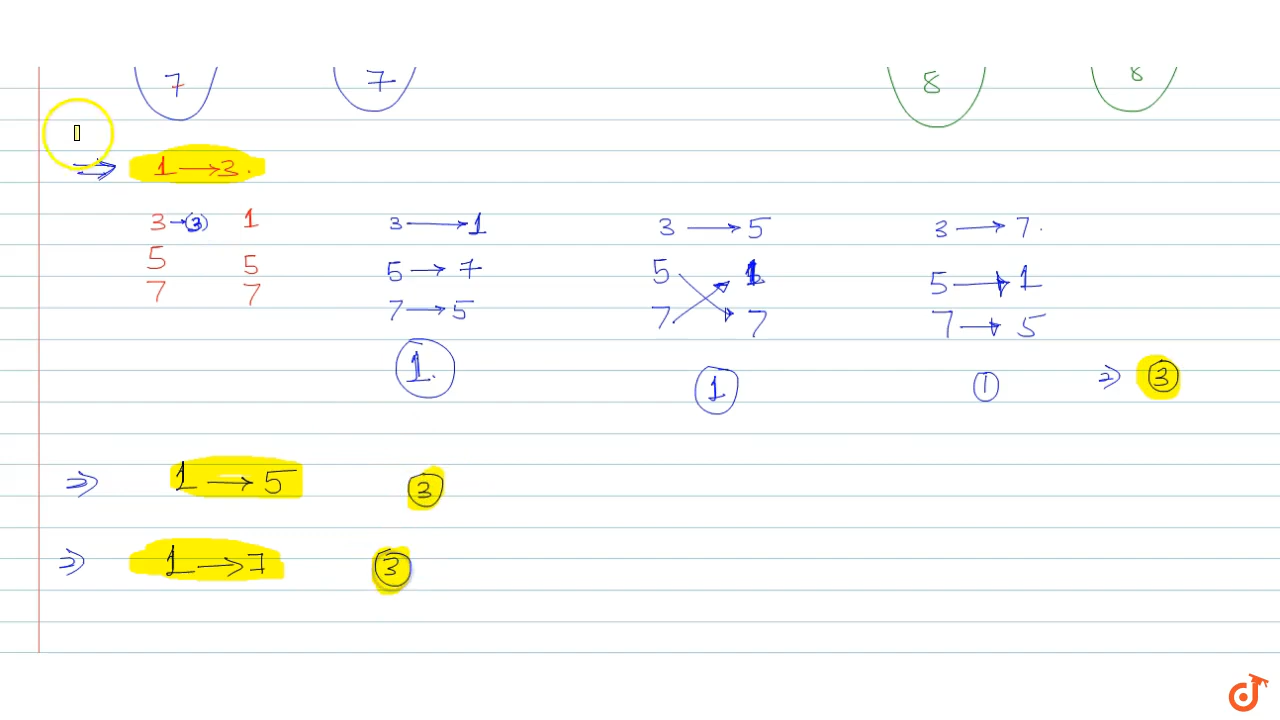 7 7 8 8
⇒ 1 → 3.
3 → (3) 1 3 → 1 3 → 5 3 → 7.
5 5 5 → 7 5 1 5 → 1
7 7 7 → 5 7 7 7 → 5
1. 1 1 ⇒ 3
⇒ 1 → 5 3
⇒ 1 → 7 3